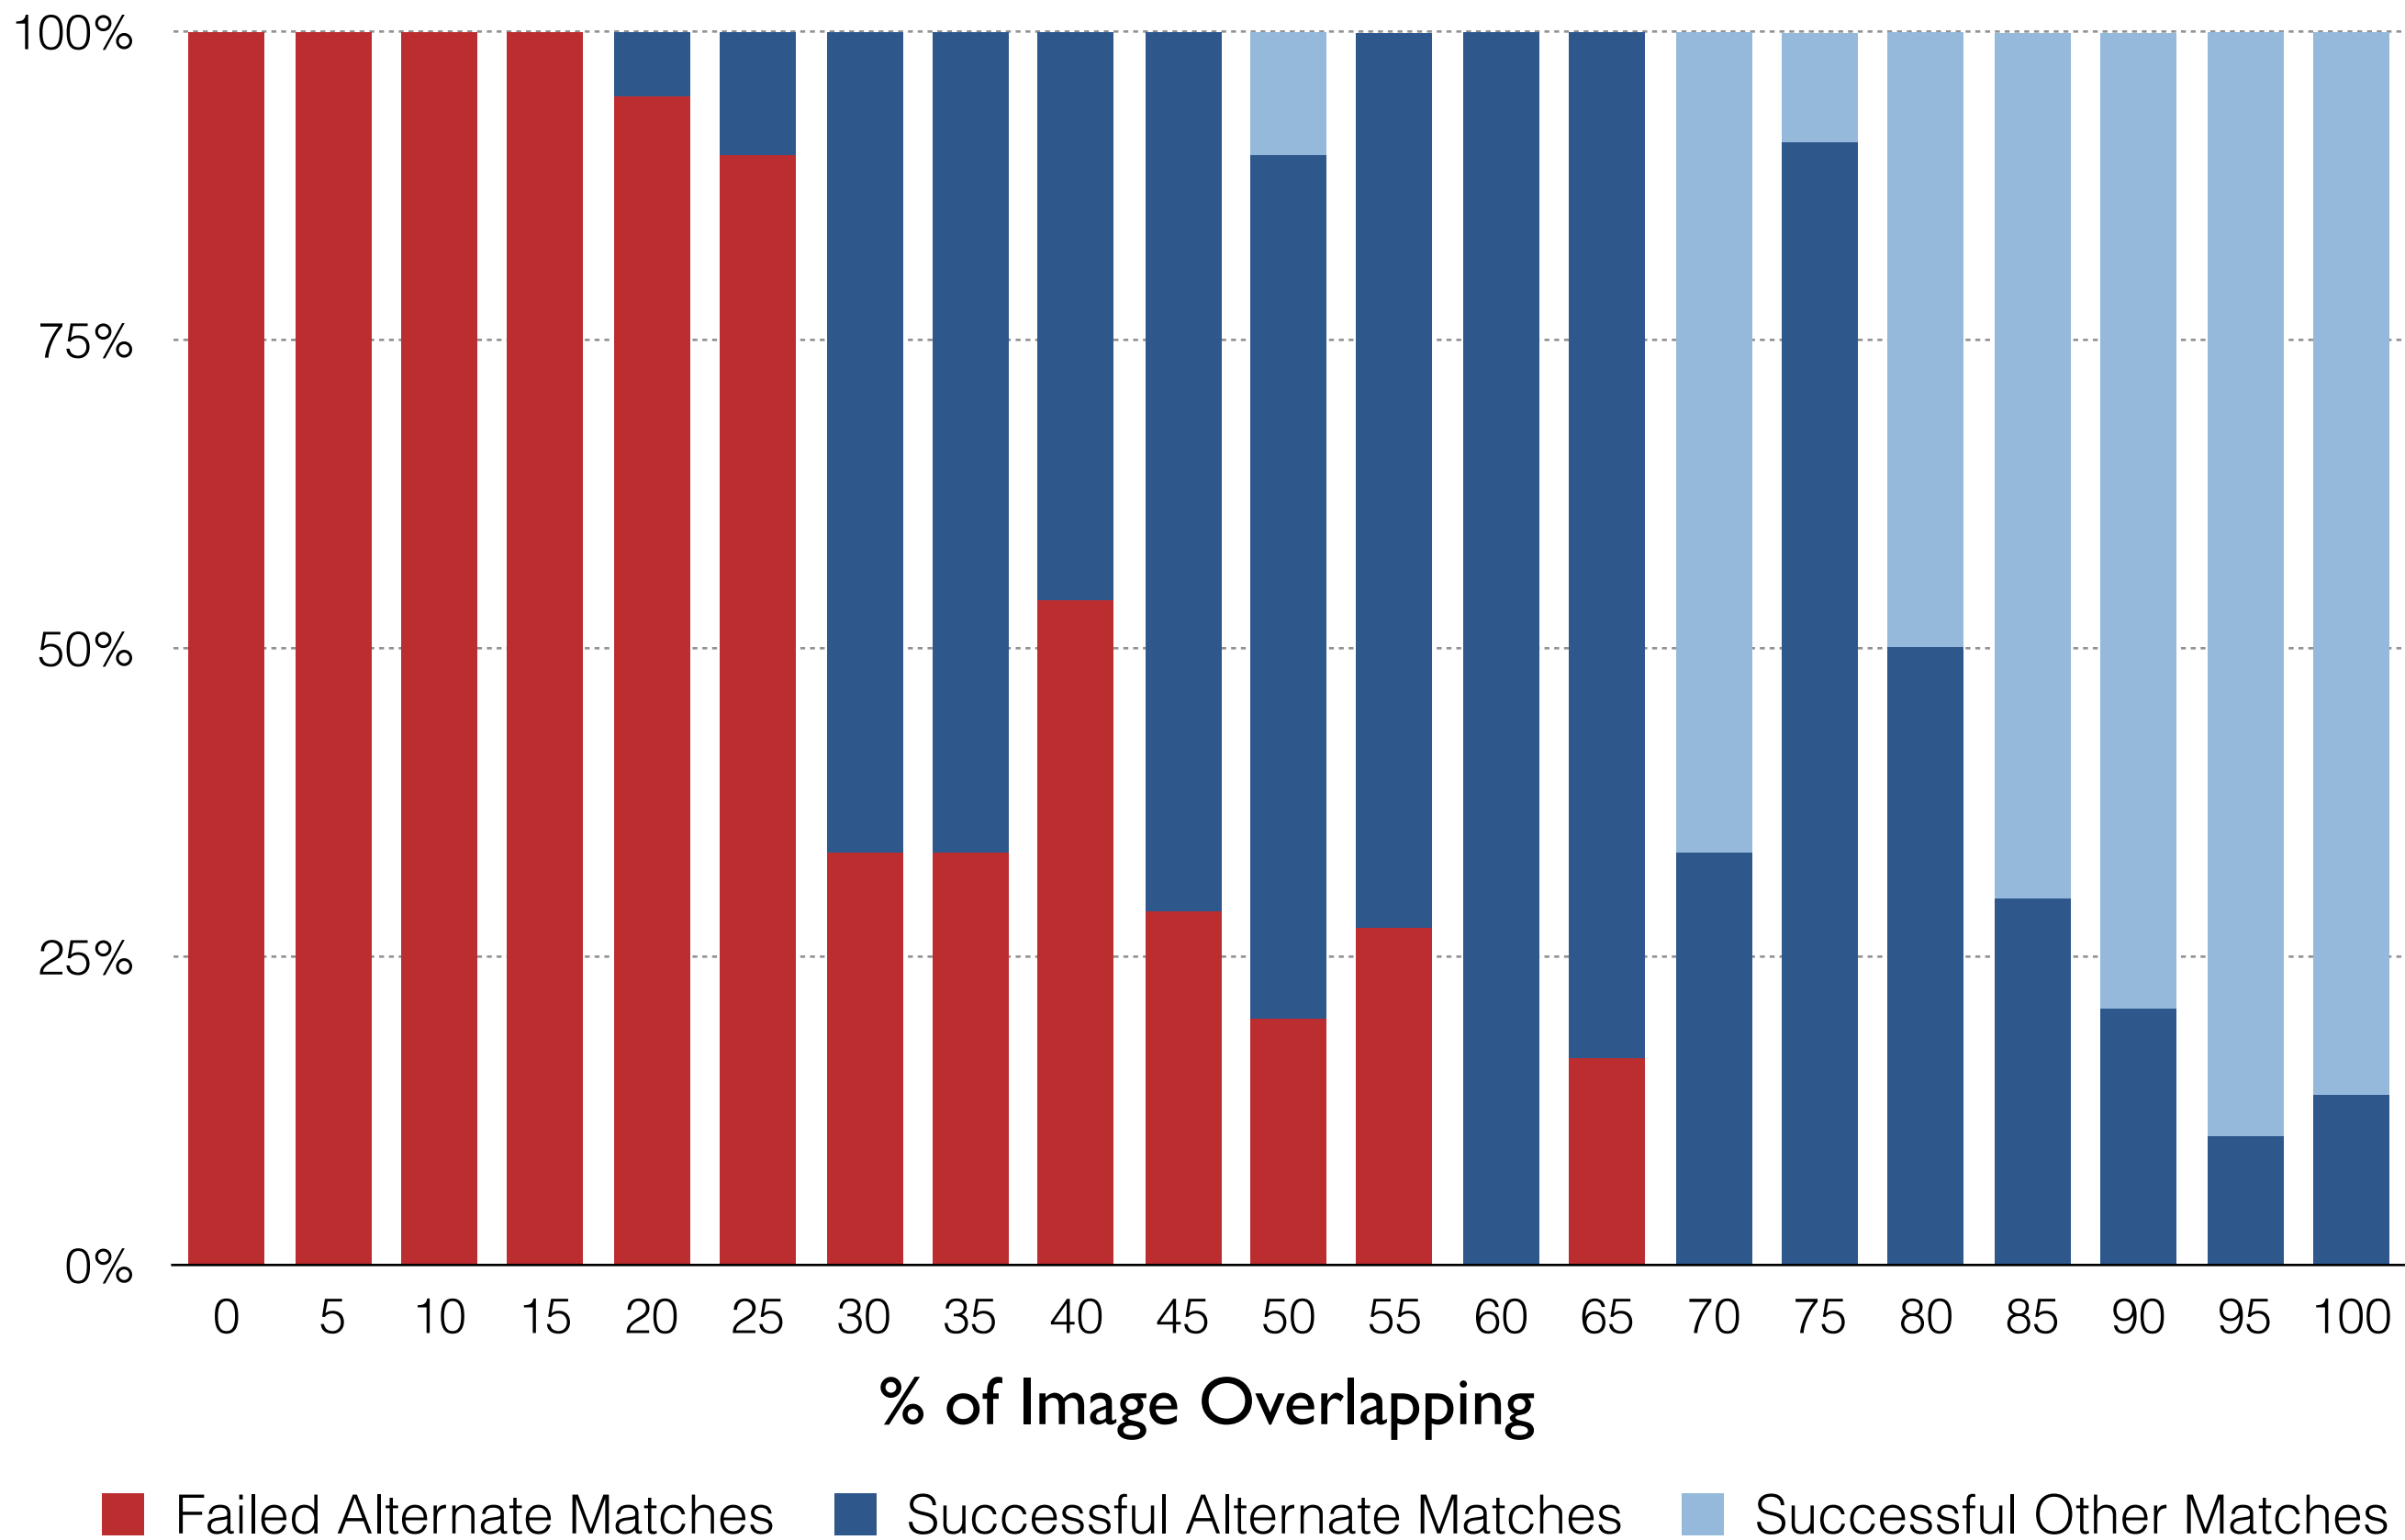 100%
75%
50%
25%
0%
0 5 10 15 20 25 30 35 40 45 50 55 60 65 70 75 80 85 90 95 100
% of Image Overlapping
Failed Alternate Matches Successful Alternate Matches Successful Other Matches